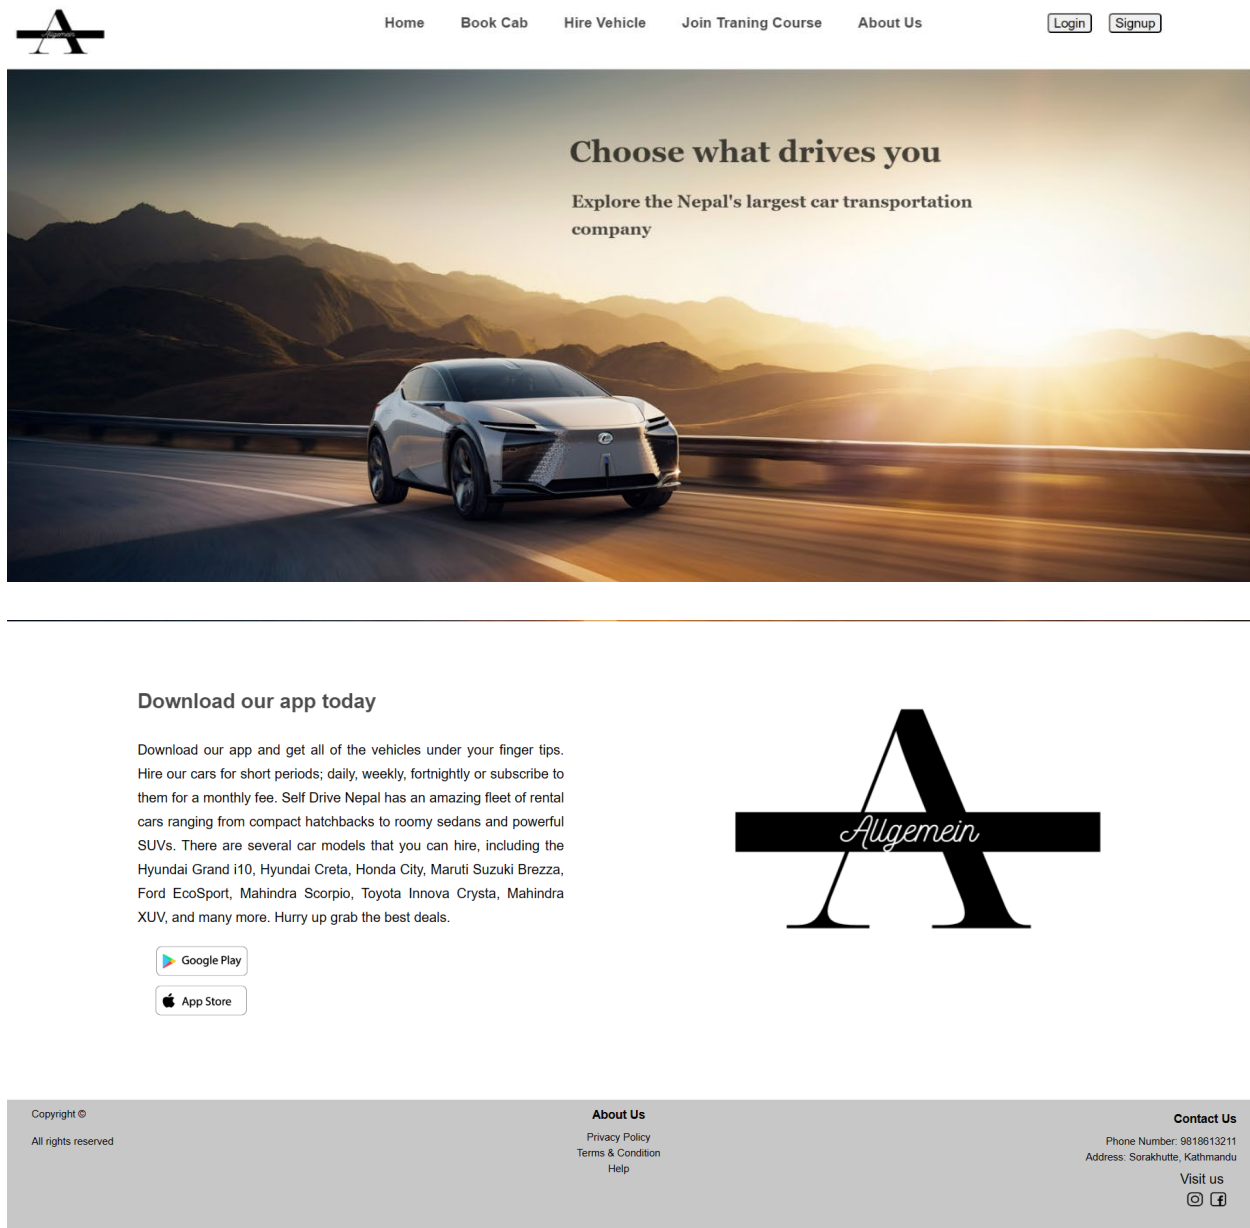 Allgemein
Home Book Cab Hire Vehicle Join Traning Course About Us Login Signup
Choose what drives you
Explore the Nepal's largest car transportation
company
Download our app today
Download our app and get all of the vehicles under your finger tips.
Hire our cars for short periods; daily, weekly, fortnightly or subscribe to
them for a monthly fee. Self Drive Nepal has an amazing fleet of rental
cars ranging from compact hatchbacks to roomy sedans and powerful
SUVs. There are several car models that you can hire, including the
Hyundai Grand i10, Hyundai Creta, Honda City, Maruti Suzuki Brezza,
Ford EcoSport, Mahindra Scorpio, Toyota Innova Crysta, Mahindra
XUV, and many more. Hurry up grab the best deals.
Google Play
App Store
Allgemein
Copyright ©
All rights reserved
About Us
Privacy Policy
Terms & Condition
Help
Contact Us
Phone Number: 9818613211
Address: Sorakhutte, Kathmandu
Visit us